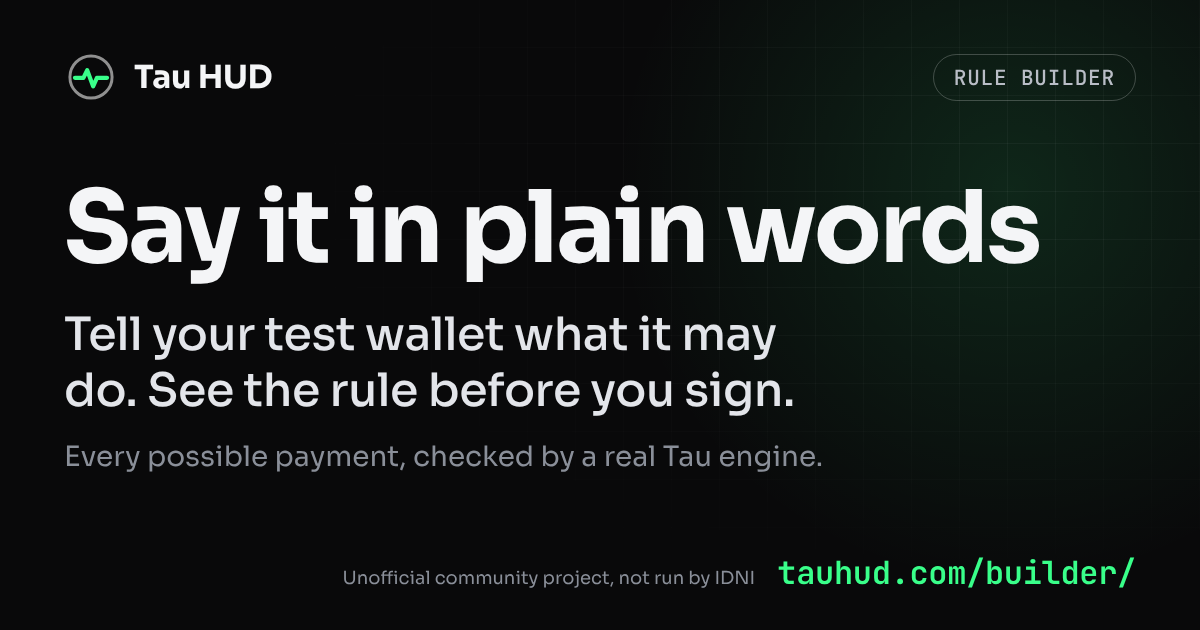 Tau HUD
RULE BUILDER
Say it in plain words
Tell your test wallet what it may
do. See the rule before you sign.
Every possible payment, checked by a real Tau engine.
Unofficial community project, not run by IDNI
tauhud.com/builder/